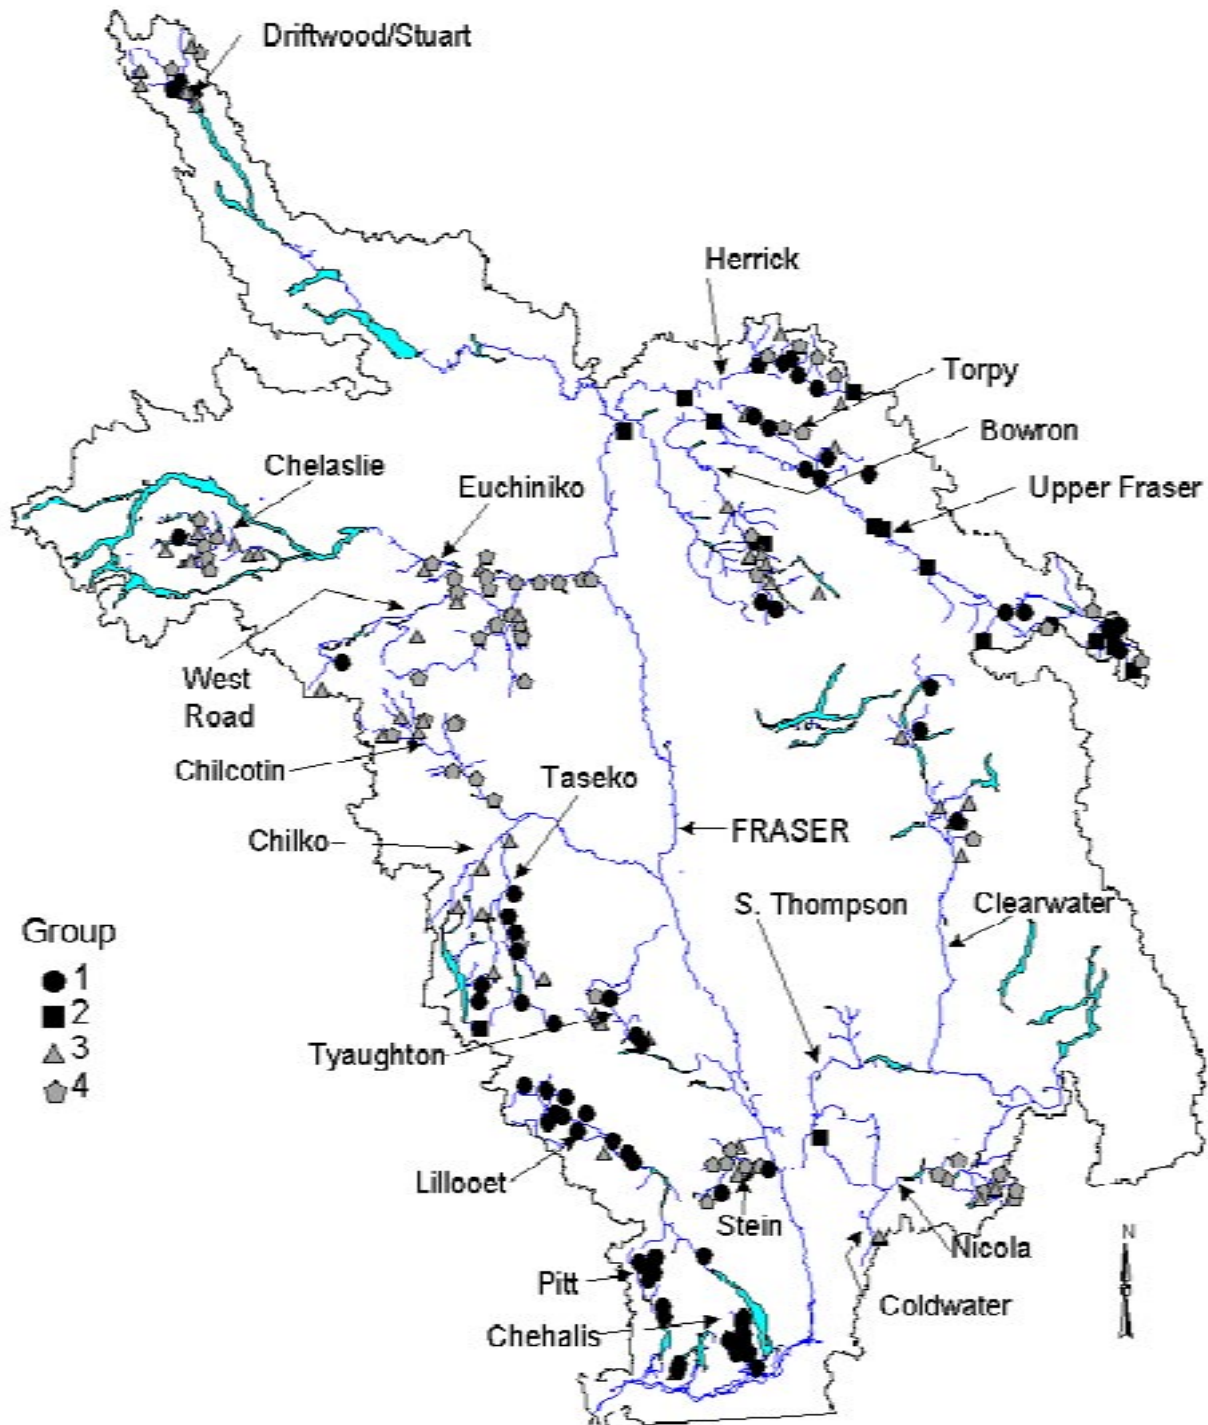 Driftwood/Stuart
Herrick
Torpy
Bowron
Chelaslie
Euchiniko
Upper Fraser
West
Road
Chilcotin
Taseko
Chilko
FRASER
S. Thompson
Clearwater
Group
1
2
3
4
Tyaughton
Lillooet
Stein
Nicola
Pitt
Coldwater
Chehalis
N